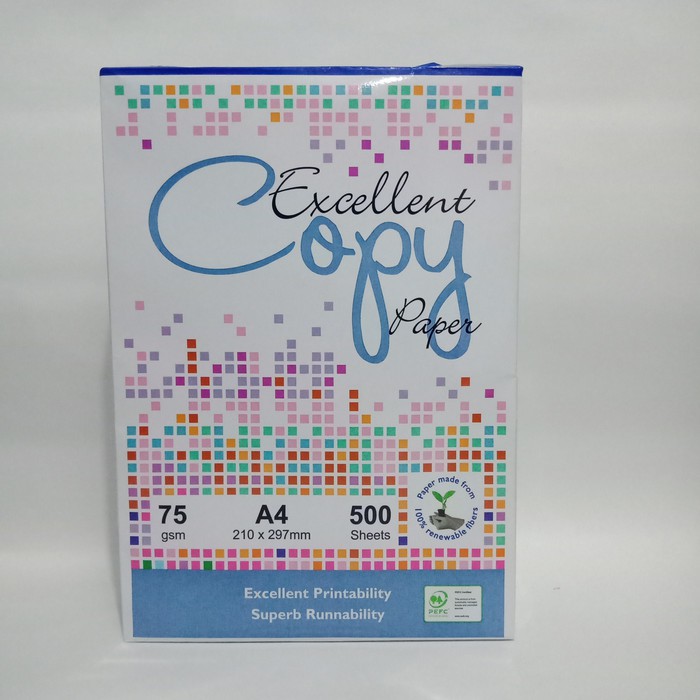 Excellent
Copy
Paper
75
gsm
A4
210 x 297mm
500
Sheets
Paper made from
100% renewable fibers
Excellent Printability
Superb Runnability
PEFC